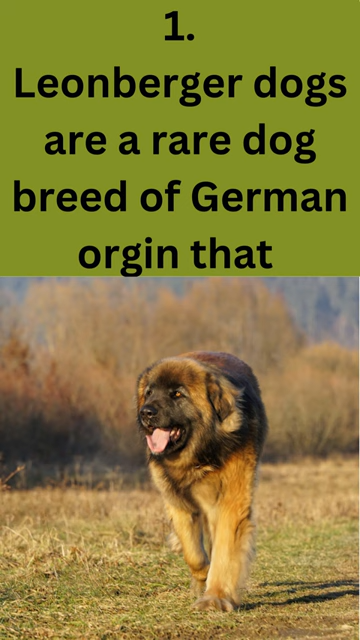 1.
Leonberger dogs
are a rare dog
breed of German
orgin that